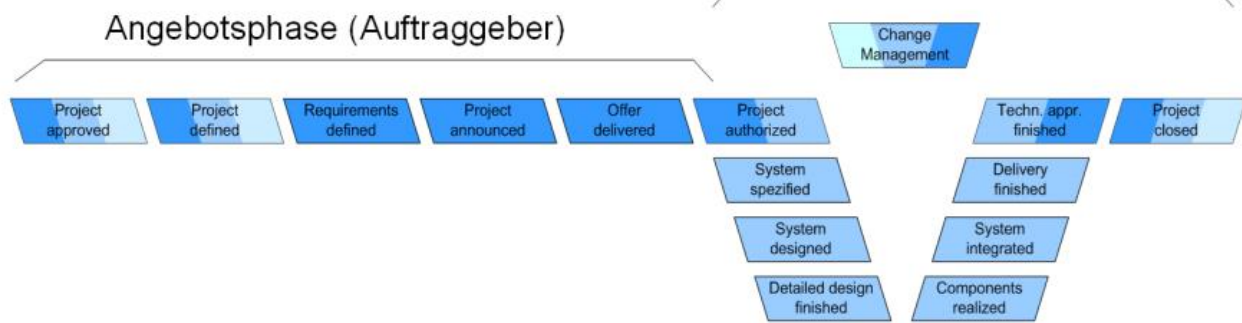 Angebotsphase (Auftraggeber)
Change
Management
Project
approved
Project
defined
Requirements
defined
Project
announced
Offer
delivered
Project
authorized
Techn. appr.
finished
Project
closed
System
spezified
Delivery
finished
System
designed
System
integrated
Detailed design
finished
Components
realized